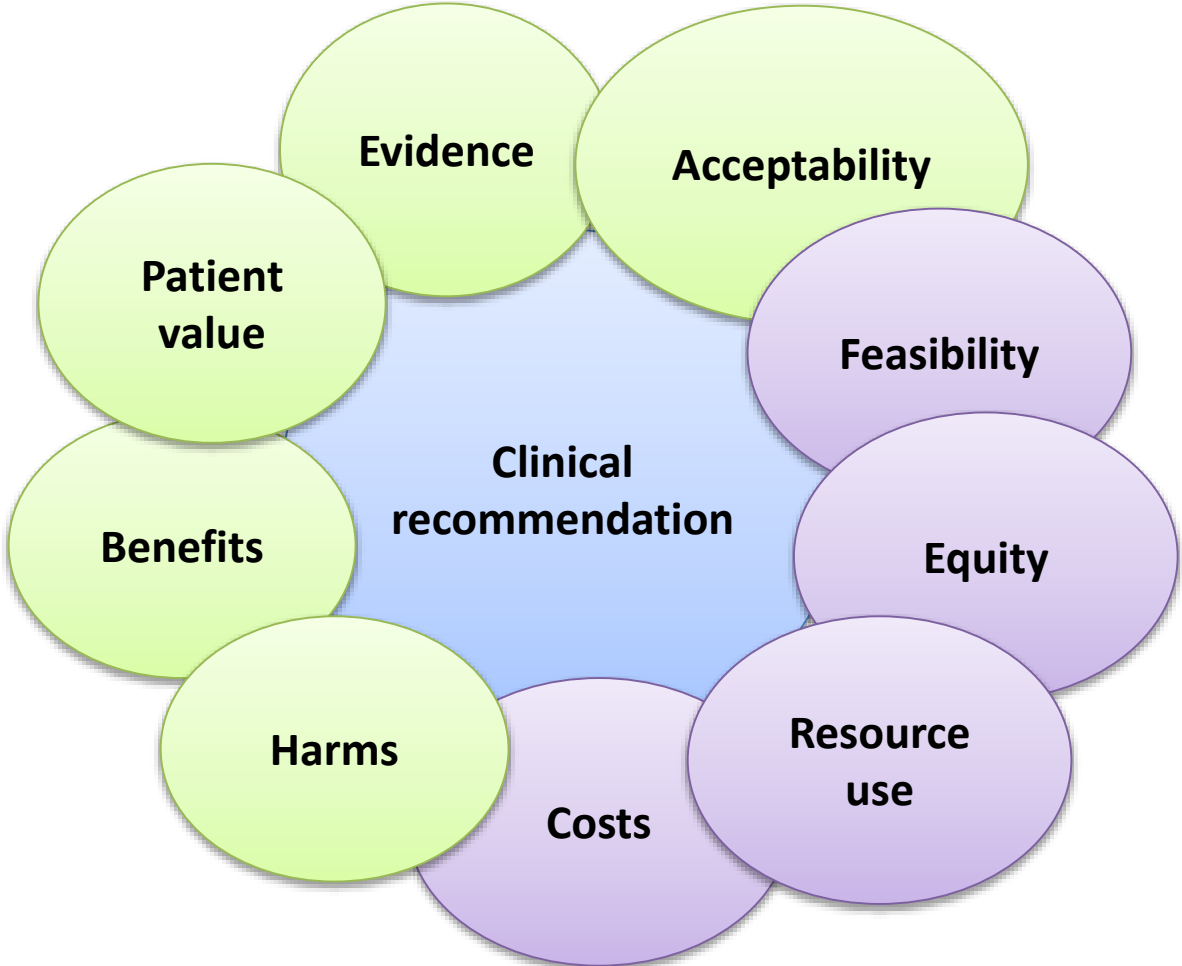 Evidence
Acceptability
Patient
value
Feasibility
Clinical
recommendation
Benefits
Equity
Harms
Resource
use
Costs